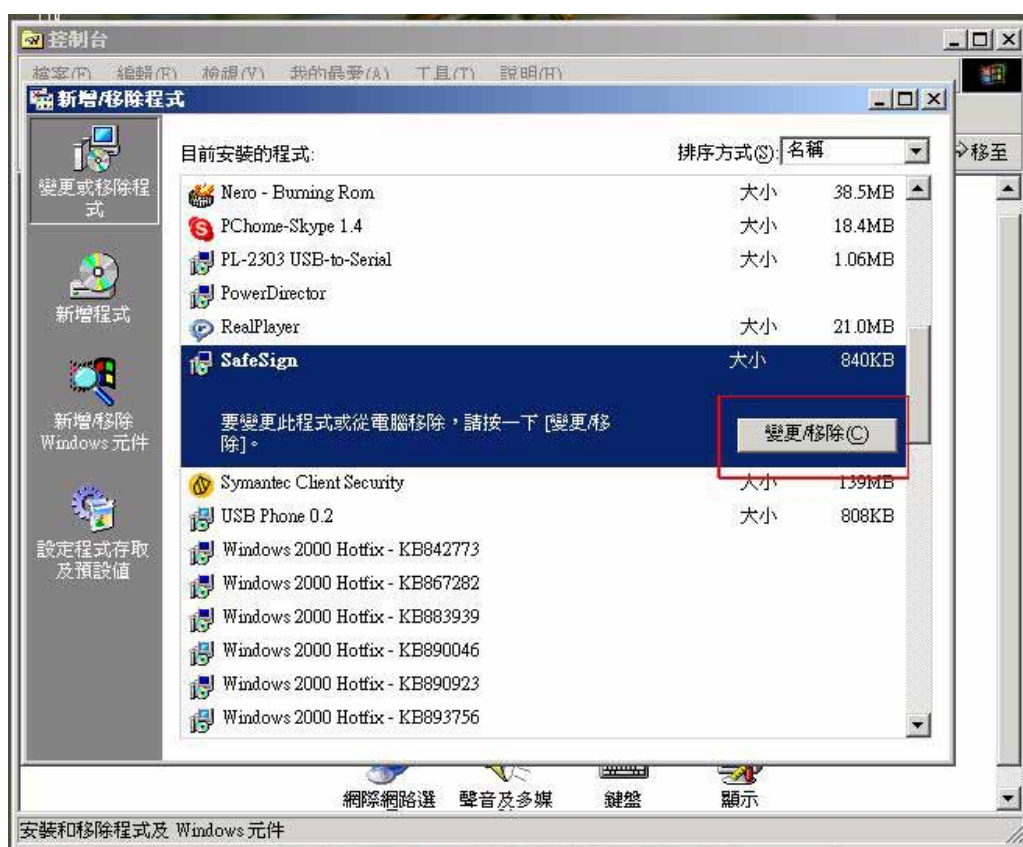 控制台
檔案(F) 編輯(E) 檢視(V) 我的最愛(A) 工具(T) 說明(H)
新增/移除程式
移至
變更或移除程
式
新增程式
新增/移除
Windows 元件
設定程式存取
及預設值
目前安裝的程式:
排序方式(S): 名稱
Nero - Burning Rom 大小 38.5MB
PChome-Skype 1.4 大小 18.4MB
PL-2303 USB-to-Serial 大小 1.06MB
PowerDirector
RealPlayer 大小 21.0MB
SafeSign 大小 840KB
要變更此程式或從電腦移除，請按一下 [變更/移
除]。
變更/移除(C)
Symantec Client Security 大小 139MB
USB Phone 0.2 大小 808KB
Windows 2000 Hotfix - KB842773
Windows 2000 Hotfix - KB867282
Windows 2000 Hotfix - KB883939
Windows 2000 Hotfix - KB890046
Windows 2000 Hotfix - KB890923
Windows 2000 Hotfix - KB893756
網際網路選 聲音及多媒 鍵盤 顯示
安裝和移除程式及 Windows 元件